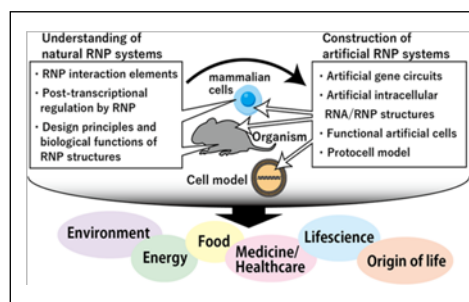 Understanding of
natural RNP systems
・RNP interaction elements
・Post-transcriptional
regulation by RNP
・Design principles and
biological functions of
RNP structures
mammalian
cells
Organism
Cell model
Construction of
artificial RNP systems
・Artificial gene circuits
・Artificial intracellular
RNA/RNP structures
・Functional artificial cells
・Protocell model
Environment
Energy
Food
Medicine/
Healthcare
Lifescience
Origin of life